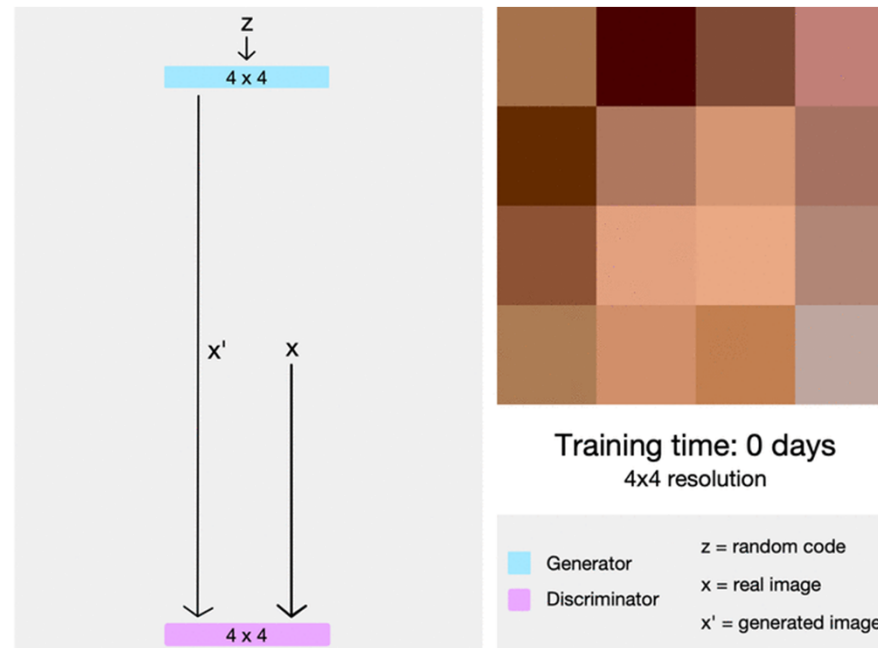 z
4 x 4
x'
x
4 x 4
Training time: 0 days
4x4 resolution
Generator
Discriminator
z = random code
x = real image
x' = generated image